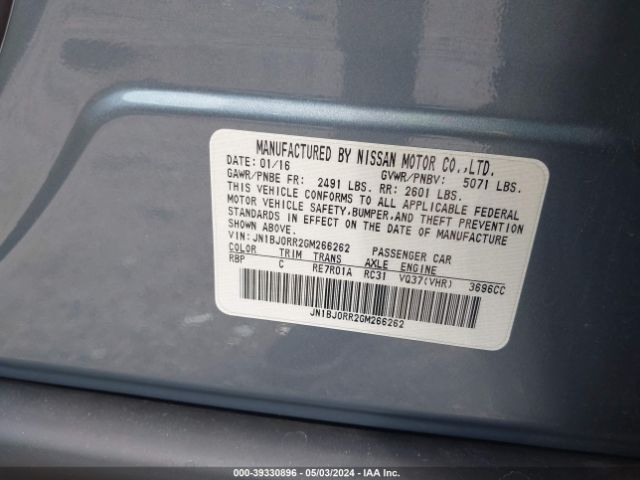 MANUFACTURED BY NISSAN MOTOR CO.,LTD.
DATE: 01/16 GVWR/PNBV: 5071 LBS.
GAWR/PNBE FR: 2491 LBS. RR: 2601 LBS.
THIS VEHICLE CONFORMS TO ALL APPLICABLE FEDERAL
MOTOR VEHICLE SAFETY,BUMPER,AND THEFT PREVENTION
STANDARDS IN EFFECT ON THE DATE OF MANUFACTURE
SHOWN ABOVE.
VIN: JN1BJ0RR2GM266262 PASSENGER CAR
COLOR TRIM TRANS AXLE ENGINE
RBP C RE7R01A RC31 VQ37(VHR) 3696CC
JN1BJ0RR2GM266262
000-39330896 - 05/03/2024 - IAA Inc.